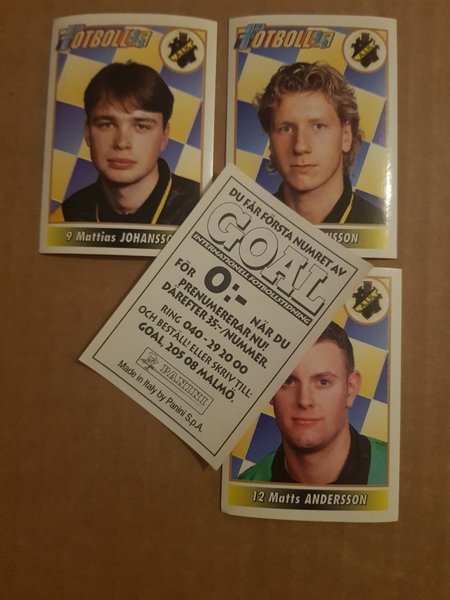 FOTBOLL 95
FOTBOLL 95
9 Mattias JOHANSSO
SSON
DU FÅR FÖRSTA NUMRET AV
GOAL
INTERNATIONELL FOTBOLLSTIDNING
FÖR 0:- NÄR DU
PRENUMERERAR NU.
DÄREFTER 35-/NUMMER.
RING 040 - 29 20 00
OCH BESTÄLL! ELLER SKRIV TILL:
GOAL, 205 08 MALMÖ.
PANINI
Made in Italy by Panini S.p.A.
12 Matts ANDERSSON